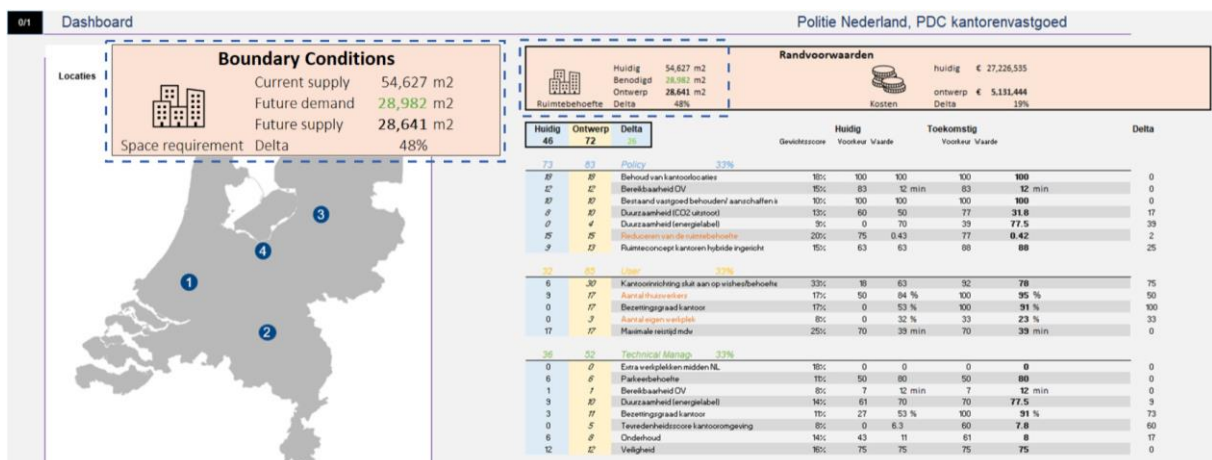 0/1 Dashboard Politie Nederland, PDC kantorenvastgoed
Locaties
Boundary Conditions
Current supply 54,627 m2
Future demand 28,982 m2
Future supply 28,641 m2
Space requirement Delta 48%
1
2
3
4
Randvoorwaarden
Huidig 54,627 m2
Benodigd 28,982 m2
Ontwerp 28,641 m2
Ruimtebehoefte Delta 48%
huidig € 27,226,535
ontwerp € 5,131,444
Kosten Delta 19%
Huidig Ontwerp Delta
46 72 26
Huidig Toekomstig Delta
Gewichtsscore Voorkeur Waarde Voorkeur Waarde
73 83 Policy 33%
18 18 Behoud van kantoorlocaties 18% 100 100 100 100 0
12 12 Bereikbaarheid OV 15% 83 12 min 83 12 min 0
10 10 Bestaand vastgoed behouden/ aanschaffen i 10% 100 100 100 100 0
8 10 Duurzaamheid (CO2 uitstoot) 13% 60 50 77 31.8 17
0 4 Duurzaamheid (energielabel) 9% 0 70 39 77.5 39
15 15 Reduceren van de ruimtebehoefte 20% 75 0.43 77 0.42 2
9 13 Ruimteconcept kantoren hybride ingericht 15% 63 63 88 88 25
32 85 User 33%
6 30 Kantoorinrichting sluit aan op wishes/behoefte 33% 18 63 92 78 75
9 17 Aantal thuiswerkers 17% 50 84 % 100 95 % 50
0 17 Bezettingsgraad kantoor 17% 0 53 % 100 91 % 100
0 3 Aantal eigen werkplek 8% 0 32 % 33 23 % 33
17 17 Maximale reistijd mdw 25% 70 39 min 70 39 min 0
36 52 Technical Manag 33%
0 0 Extra werkplekken midden NL 18% 0 0 0 0 0
6 6 Parkeerbehoefte 11% 50 80 50 80 0
1 1 Bereikbaarheid OV 8% 7 12 min 7 12 min 0
9 10 Duurzaamheid (energielabel) 14% 61 70 70 77.5 9
3 11 Bezettingsgraad kantoor 11% 27 53 % 100 91 % 73
0 5 Tevredenheidsscore kantooromgeving 8% 0 6.3 60 7.8 60
6 8 Onderhoud 14% 43 11 61 8 17
12 12 Veiligheid 16% 75 75 75 75 0